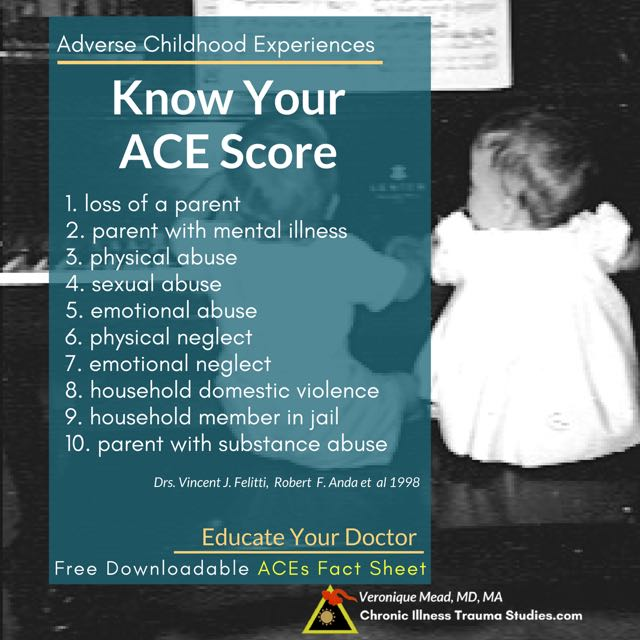 Adverse Childhood Experiences
Know Your
ACE Score
1. loss of a parent
2. parent with mental illness
3. physical abuse
4. sexual abuse
5. emotional abuse
6. physical neglect
7. emotional neglect
8. household domestic violence
9. household member in jail
10. parent with substance abuse
Drs. Vincent J. Felitti, Robert F. Anda et al 1998
Educate Your Doctor
Free Downloadable ACEs Fact Sheet
Veronique Mead, MD, MA
Chronic Illness Trauma Studies.com